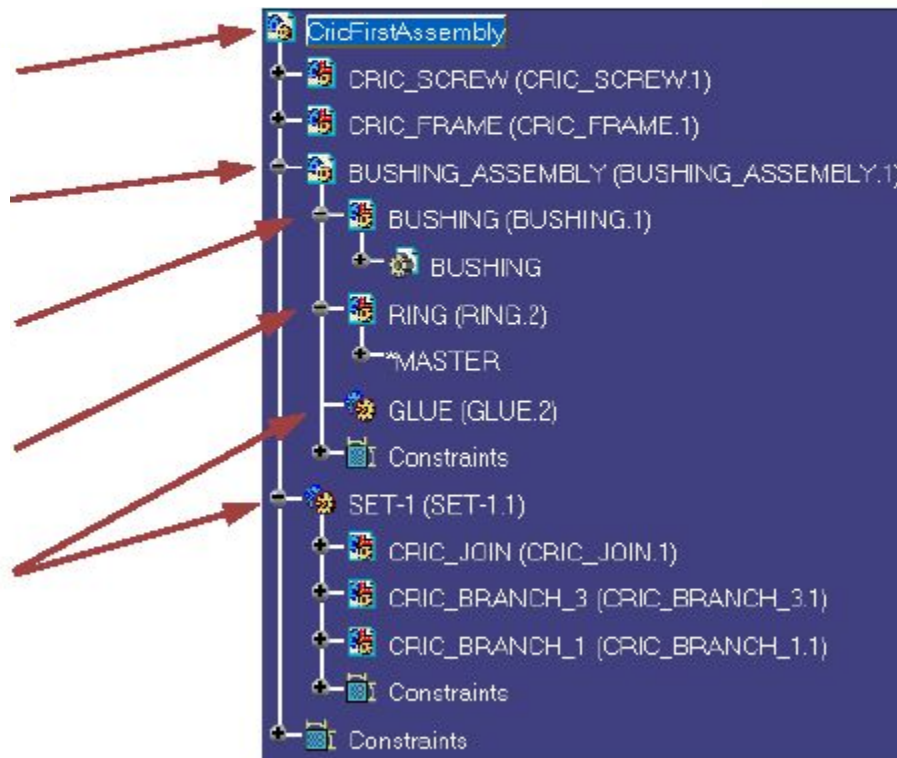 CricFirstAssembly
CRIC_SCREW (CRIC_SCREW.1)
CRIC_FRAME (CRIC_FRAME.1)
BUSHING_ASSEMBLY (BUSHING_ASSEMBLY.1)
BUSHING (BUSHING.1)
BUSHING
RING (RING.2)
*MASTER
GLUE (GLUE.2)
Constraints
SET-1 (SET-1.1)
CRIC_JOIN (CRIC_JOIN.1)
CRIC_BRANCH_3 (CRIC_BRANCH_3.1)
CRIC_BRANCH_1 (CRIC_BRANCH_1.1)
Constraints
Constraints